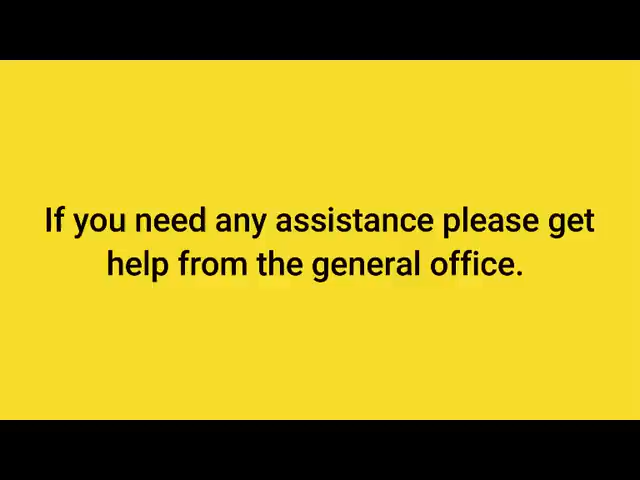 If you need any assistance please get
help from the general office.